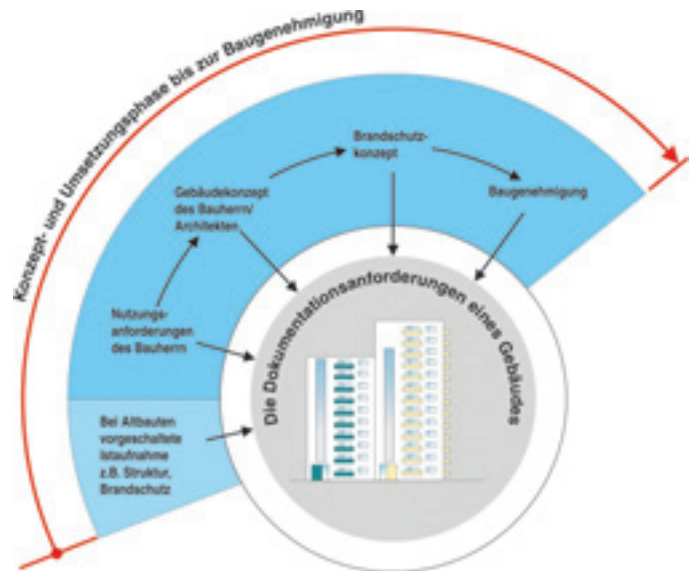 Konzept- und Umsetzungsphase bis zur Baugenehmigung
Brandschutz-
konzept
Gebäudekonzept
des Bauherrn/
Architekten
Baugenehmigung
Nutzungs-
anforderungen
des Bauherrn
Bei Altbauten
vorgeschaltete
Istaufnahme
z.B. Struktur,
Brandschutz
Die Dokumentationsanforderungen eines Gebäudes